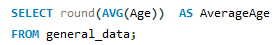 SELECT round(AVG(Age))  AS AverageAge
FROM general_data;